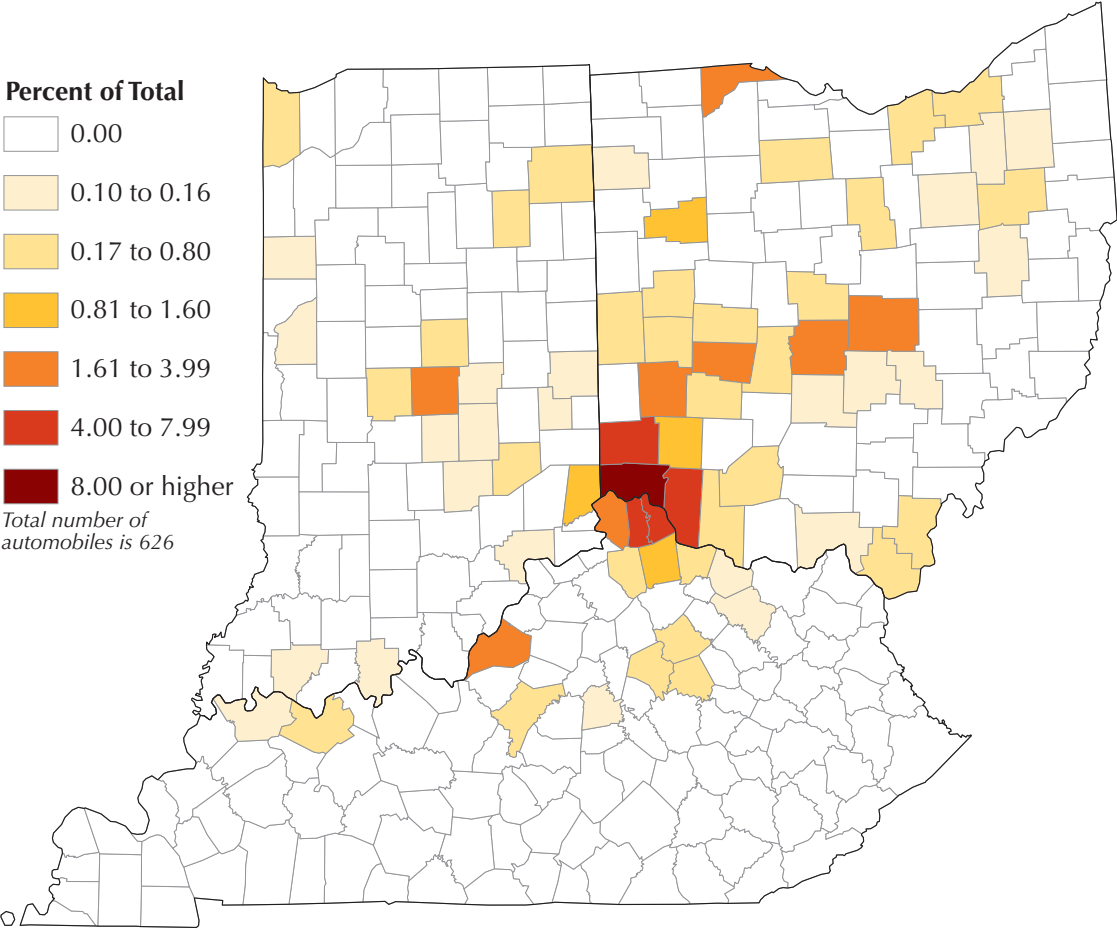 Percent of Total
0.00
0.10 to 0.16
0.17 to 0.80
0.81 to 1.60
1.61 to 3.99
4.00 to 7.99
8.00 or higher
Total number of
automobiles is 626